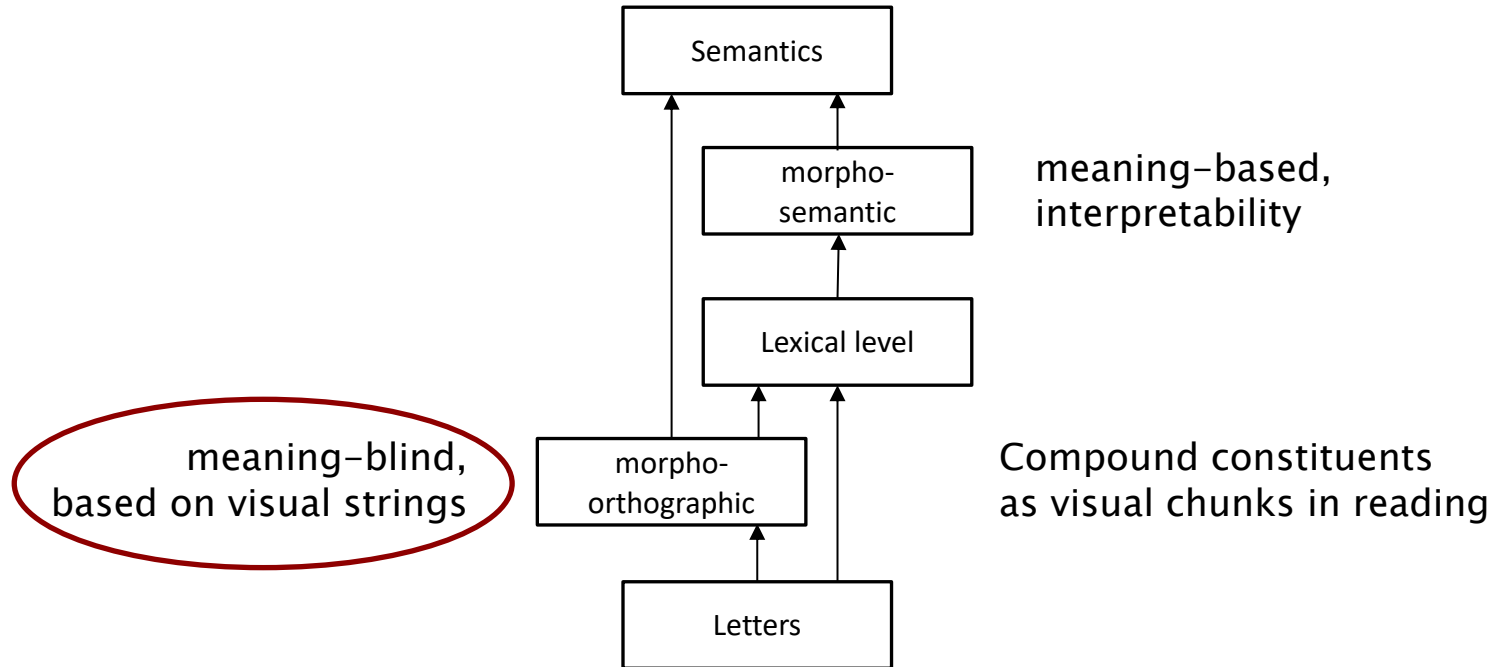 Semantics
morpho-
semantic
meaning-based,
interpretability
Lexical level
meaning-blind,
based on visual strings
morpho-
orthographic
Compound constituents
as visual chunks in reading
Letters